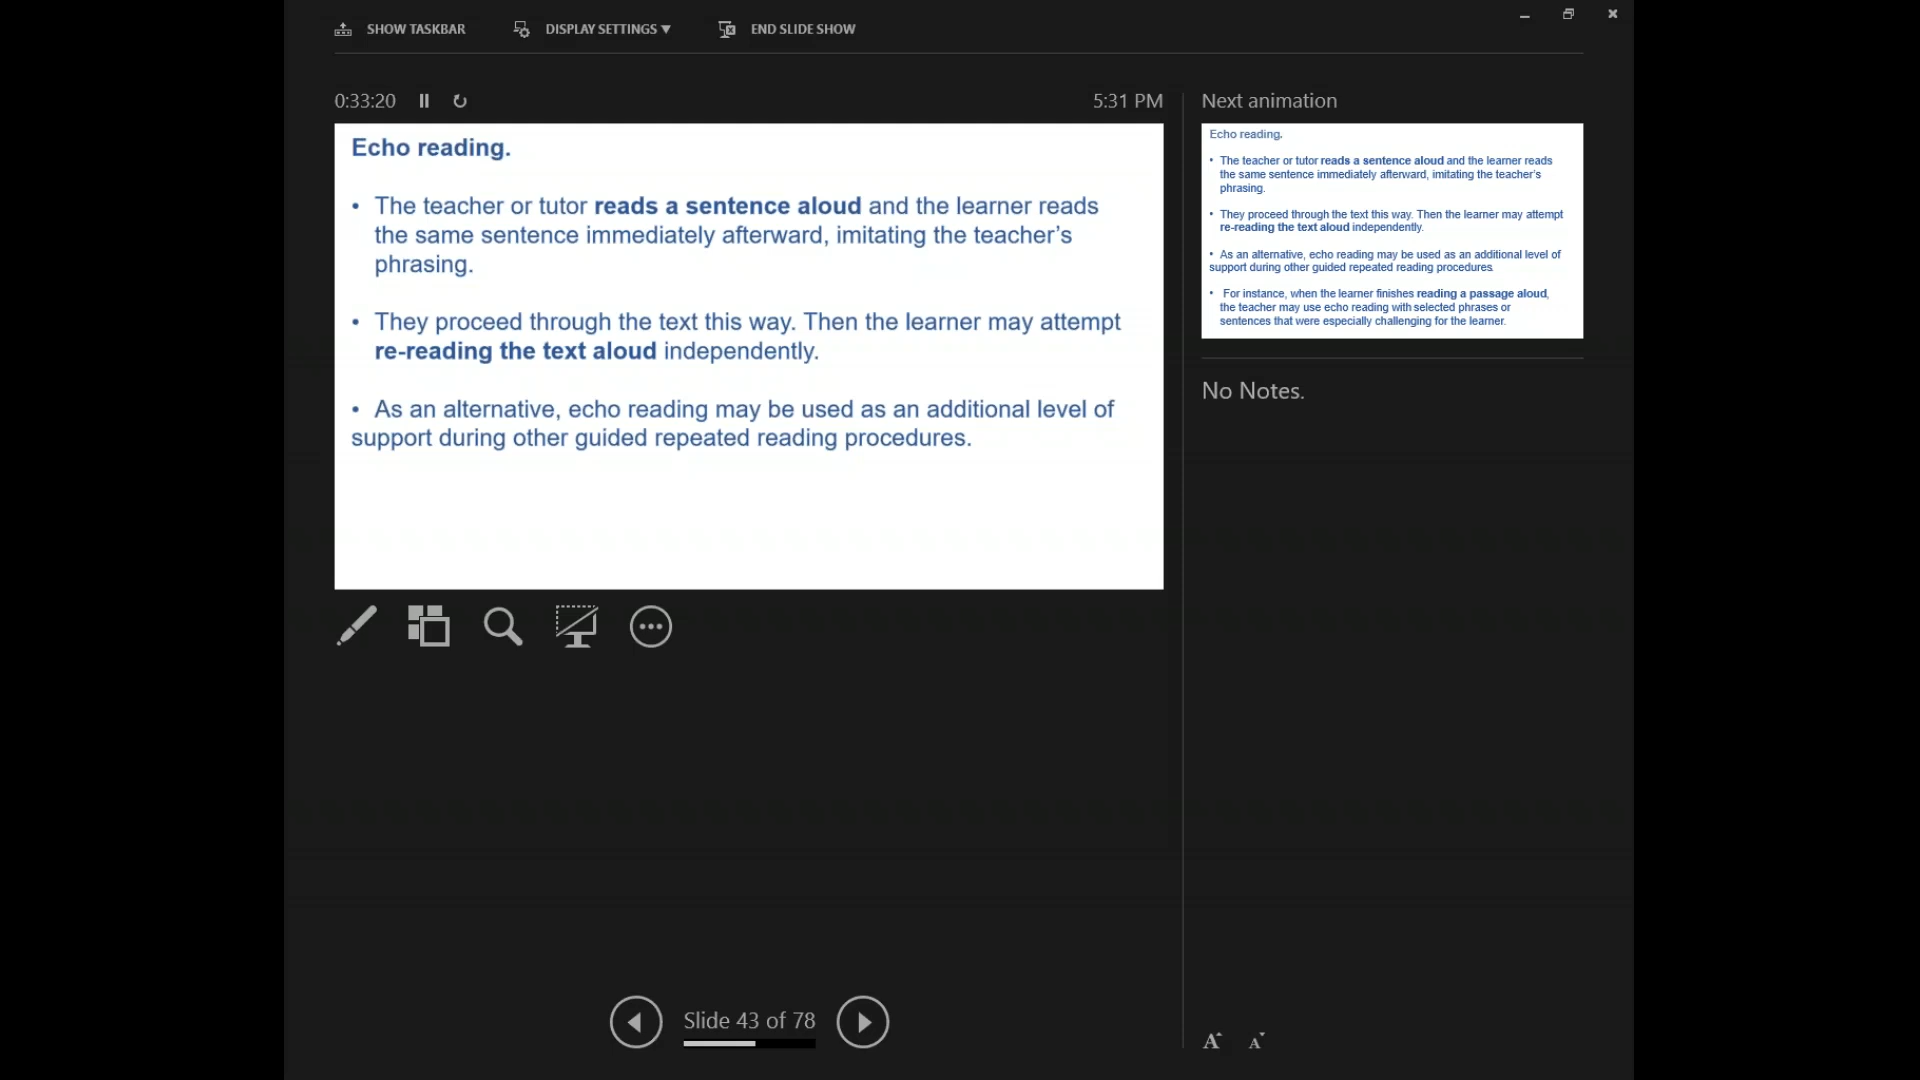 SHOW TASKBAR
DISPLAY SETTINGS ▼
END SLIDE SHOW
0:33:20
5:31 PM
Echo reading.
• The teacher or tutor reads a sentence aloud and the learner reads
the same sentence immediately afterward, imitating the teacher’s
phrasing.
• They proceed through the text this way. Then the learner may attempt
re-reading the text aloud independently.
• As an alternative, echo reading may be used as an additional level of
support during other guided repeated reading procedures.
Slide 43 of 78
Next animation
Echo reading.
• The teacher or tutor reads a sentence aloud and the learner reads
the same sentence immediately afterward, imitating the teacher’s
phrasing.
• They proceed through the text this way. Then the learner may attempt
re-reading the text aloud independently.
• As an alternative, echo reading may be used as an additional level of
support during other guided repeated reading procedures.
• For instance, when the learner finishes reading a passage aloud,
the teacher may use echo reading with selected phrases or
sentences that were especially challenging for the learner.
No Notes.
A A